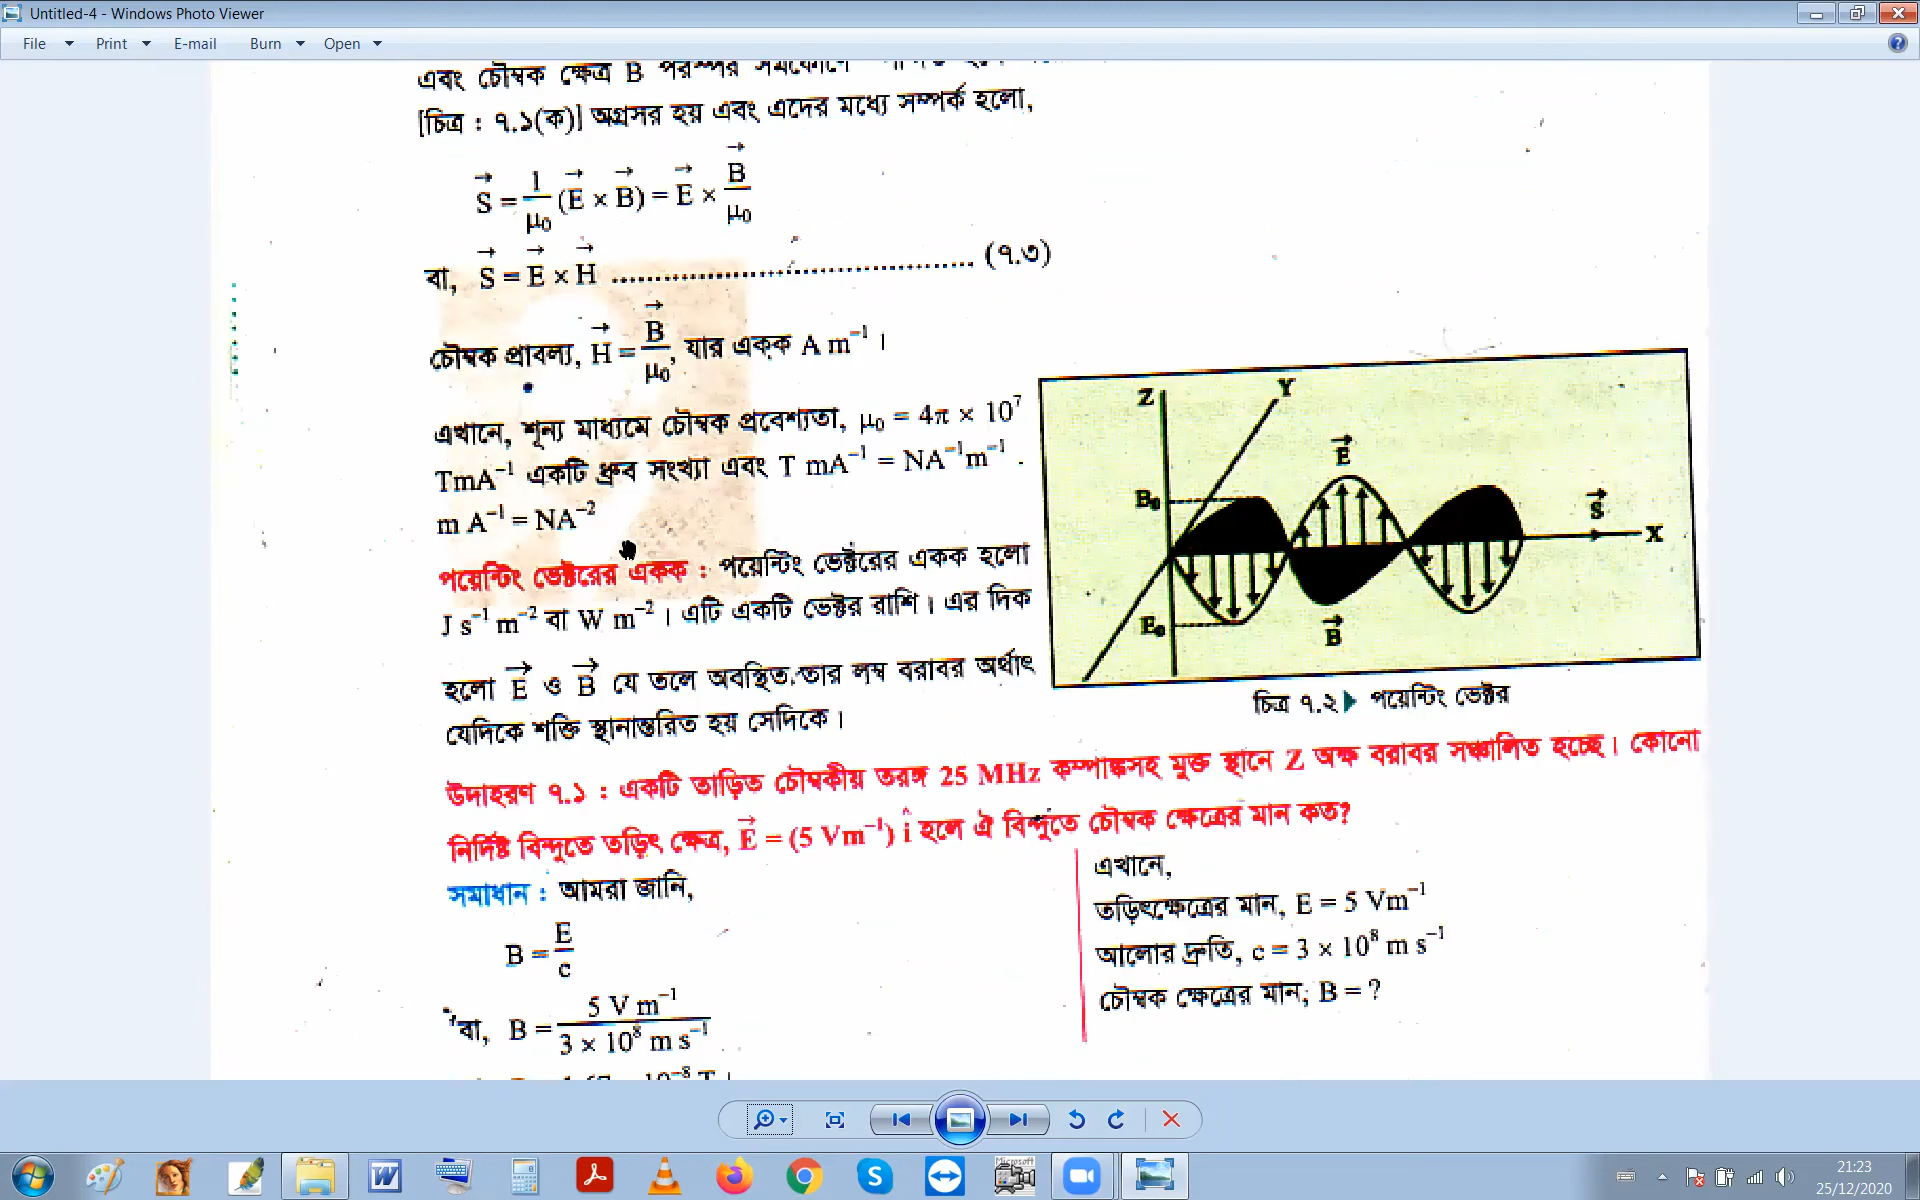 Untitled-4 - Windows Photo Viewer
File Print E-mail Burn Open
এবং চৌম্বক ক্ষেত্র B পরস্পর সমকোণে
[চিত্র : ৭.১(ক)] অগ্রসর হয় এবং এদের মধ্যে সম্পর্ক হলো,
S⃗ = 1/μ₀ (E⃗ × B⃗) = E⃗ × B⃗/μ₀
বা, S⃗ = E⃗ × H⃗ .......................................... (৭.৩)
চৌম্বক প্রাবল্য, H⃗ = B⃗/μ₀, যার একক A m⁻¹ ।
এখানে, শূন্য মাধ্যমে চৌম্বক প্রবেশ্যতা, μ₀ = 4π × 10⁷
TmA⁻¹ একটি ধ্রুব সংখ্যা এবং T mA⁻¹ = NA⁻¹m⁻¹ .
m A⁻¹ = NA⁻²
পয়েন্টিং ভেক্টরের একক : পয়েন্টিং ভেক্টরের একক হলো
J s⁻¹ m⁻² বা W m⁻² । এটি একটি ভেক্টর রাশি । এর দিক
হলো E⃗ ও B⃗ যে তলে অবস্থিত তার লম্ব বরাবর অর্থাৎ
যেদিকে শক্তি স্থানান্তরিত হয় সেদিকে ।
Z
Y
E⃗
B₀
S⃗
X
E₀
B⃗
চিত্র ৭.২ ▶ পয়েন্টিং ভেক্টর
উদাহরণ ৭.১ : একটি তাড়িত চৌম্বকীয় তরঙ্গ 25 MHz কম্পাঙ্কসহ মুক্ত স্থানে Z অক্ষ বরাবর সঞ্চালিত হচ্ছে । কোনো
নির্দিষ্ট বিন্দুতে তড়িৎ ক্ষেত্র, E⃗ = (5 Vm⁻¹) î হলে ঐ বিন্দুতে চৌম্বক ক্ষেত্রের মান কত?
সমাধান : আমরা জানি,
B = E/c
বা, B = 5 V m⁻¹ / 3 × 10⁸ m s⁻¹
এখানে,
তড়িৎক্ষেত্রের মান, E = 5 Vm⁻¹
আলোর দ্রুতি, c = 3 × 10⁸ m s⁻¹
চৌম্বক ক্ষেত্রের মান, B = ?
21:23
25/12/2020